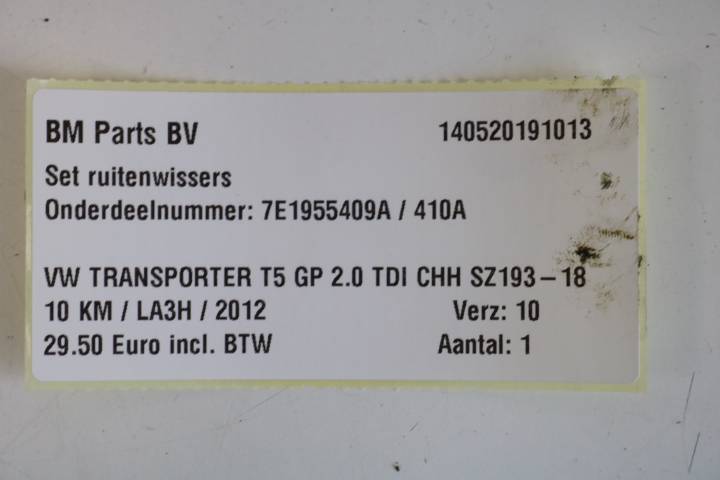 BM Parts BV 140520191013
Set ruitenwissers
Onderdeelnummer: 7E1955409A / 410A
VW TRANSPORTER T5 GP 2.0 TDI CHH SZ193-18
10 KM / LA3H / 2012 Verz: 10
29.50 Euro incl. BTW Aantal: 1